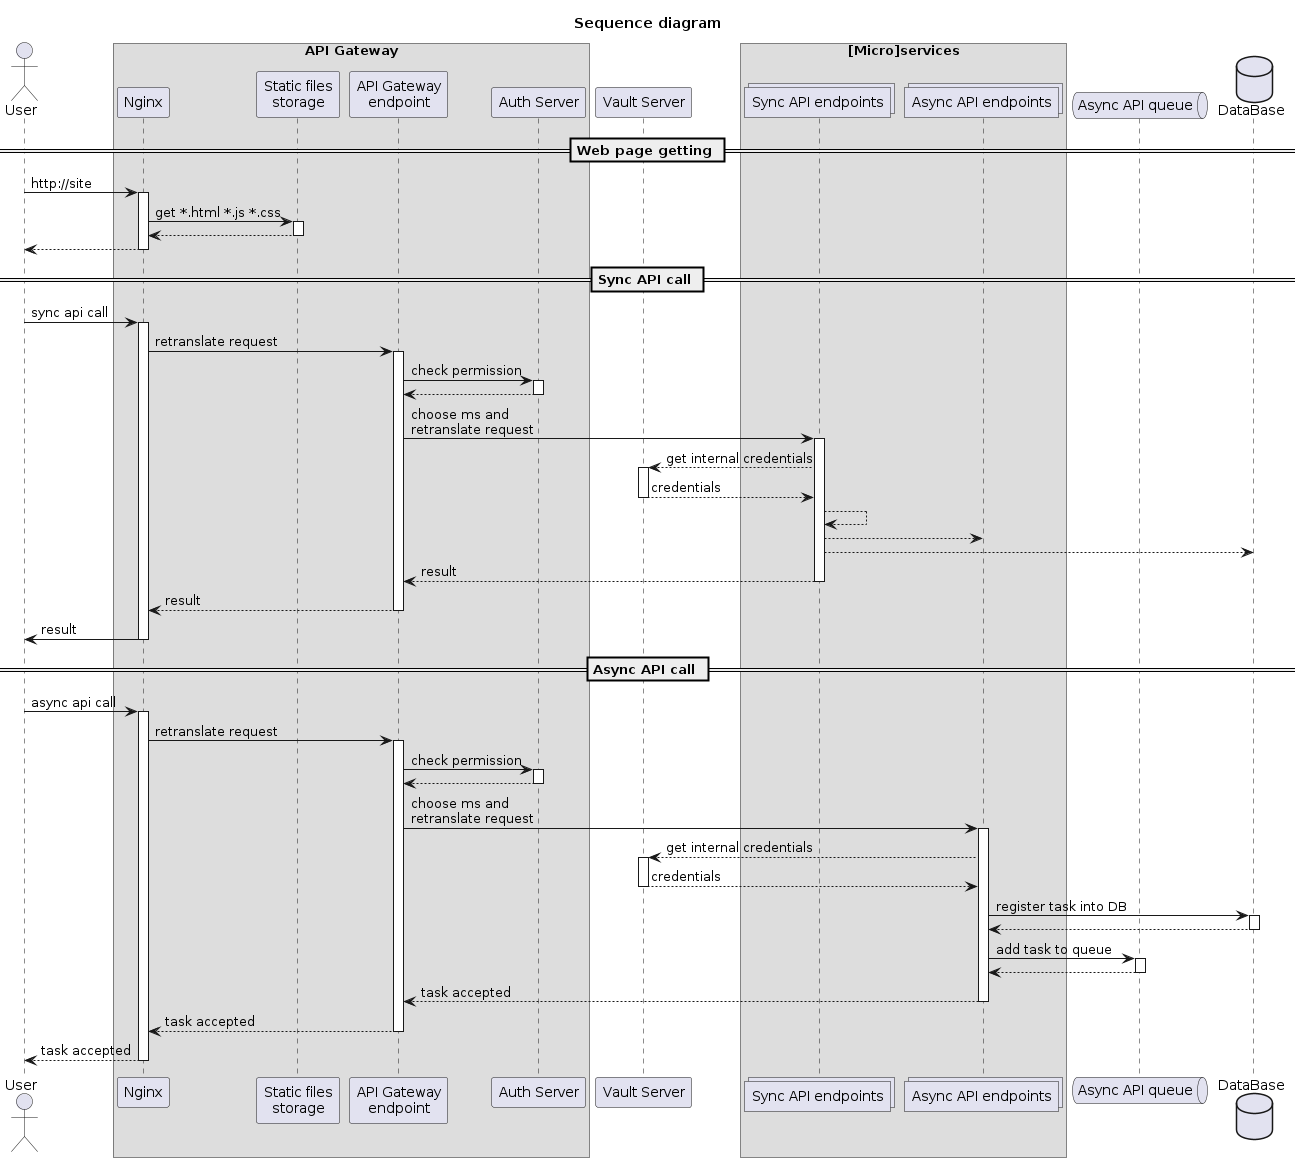 Sequence diagram
API Gateway
[Micro]services
User
Nginx
Static files
storage
API Gateway
endpoint
Auth Server
Vault Server
Sync API endpoints
Async API endpoints
Async API queue
DataBase
Web page getting
http://site
get *.html *.js *.css
Sync API call
sync api call
retranslate request
check permission
choose ms and
retranslate request
get internal credentials
credentials
result
result
result
Async API call
async api call
retranslate request
check permission
choose ms and
retranslate request
get internal credentials
credentials
register task into DB
add task to queue
task accepted
task accepted
task accepted
User
Nginx
Static files
storage
API Gateway
endpoint
Auth Server
Vault Server
Sync API endpoints
Async API endpoints
Async API queue
DataBase